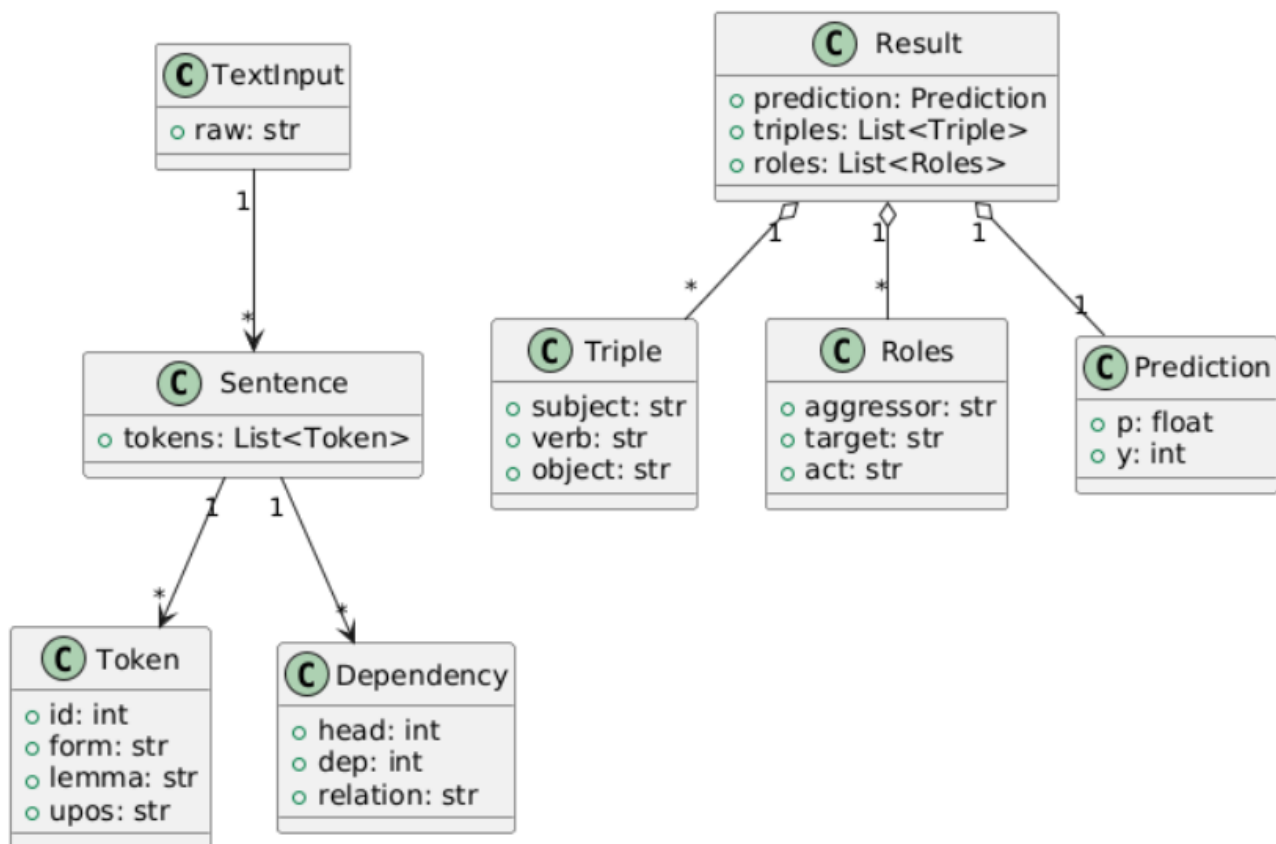 C TextInput
raw: str
1
*
C Sentence
tokens: List<Token>
1
1
*
*
C Token
id: int
form: str
lemma: str
upos: str
C Dependency
head: int
dep: int
relation: str
C Result
prediction: Prediction
triples: List<Triple>
roles: List<Roles>
1
1
1
*
*
1
C Triple
subject: str
verb: str
object: str
C Roles
aggressor: str
target: str
act: str
C Prediction
p: float
y: int